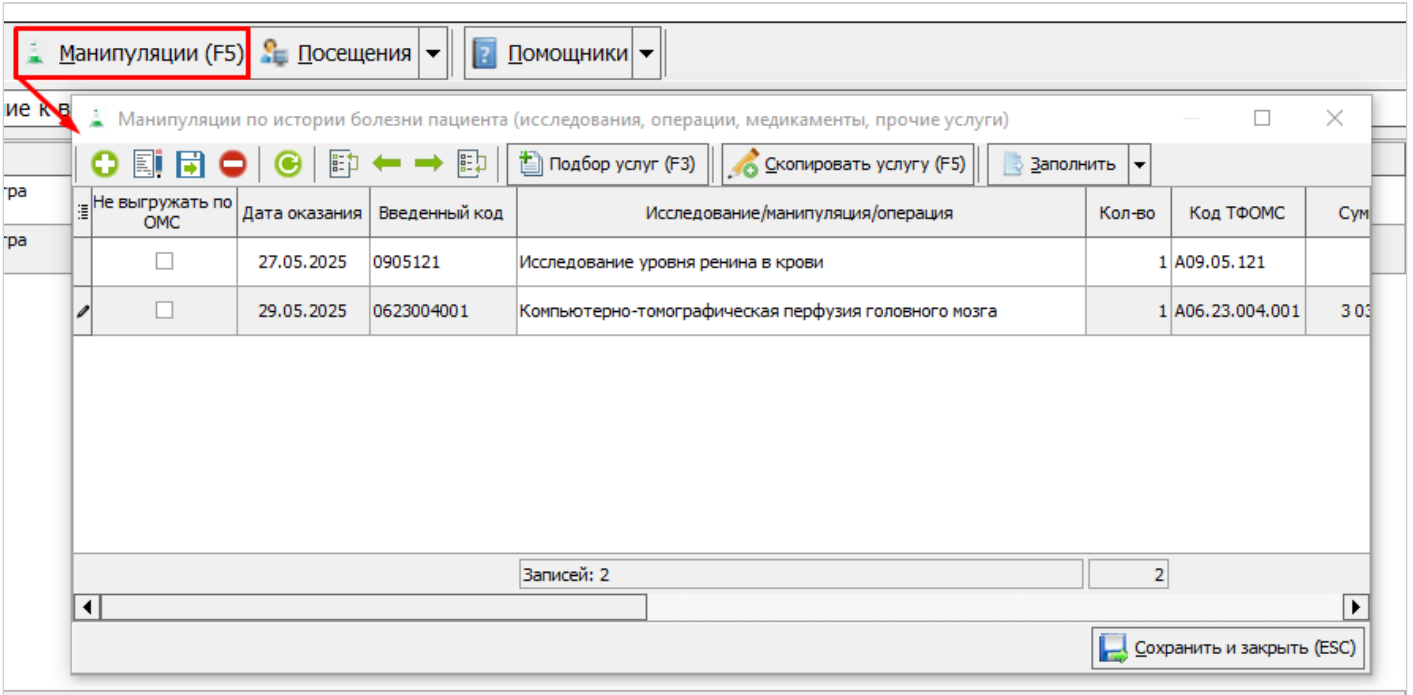 Манипуляции (F5) Посещения Помощники
ие к в
Манипуляции по истории болезни пациента (исследования, операции, медикаменты, прочие услуги)
Подбор услуг (F3) Скопировать услугу (F5) Заполнить
тра
тра
Не выгружать по ОМС Дата оказания Введенный код Исследование/манипуляция/операция Кол-во Код ТФОМС Сум
27.05.2025 0905121 Исследование уровня ренина в крови 1 A09.05.121
29.05.2025 0623004001 Компьютерно-томографическая перфузия головного мозга 1 A06.23.004.001 3 03
Записей: 2 2
Сохранить и закрыть (ESC)